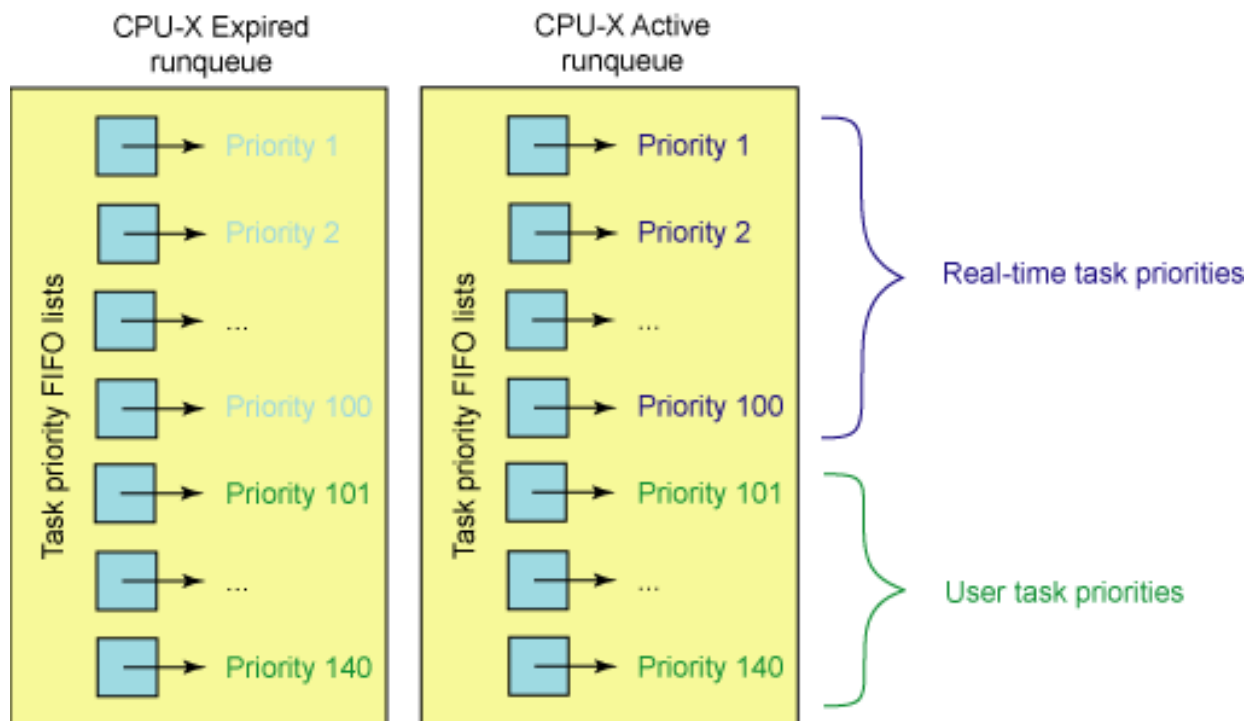 CPU-X Expired
runqueue
Task priority FIFO lists
Priority 1
Priority 2
...
Priority 100
Priority 101
...
Priority 140
CPU-X Active
runqueue
Task priority FIFO lists
Priority 1
Priority 2
...
Priority 100
Priority 101
...
Priority 140
Real-time task priorities
User task priorities